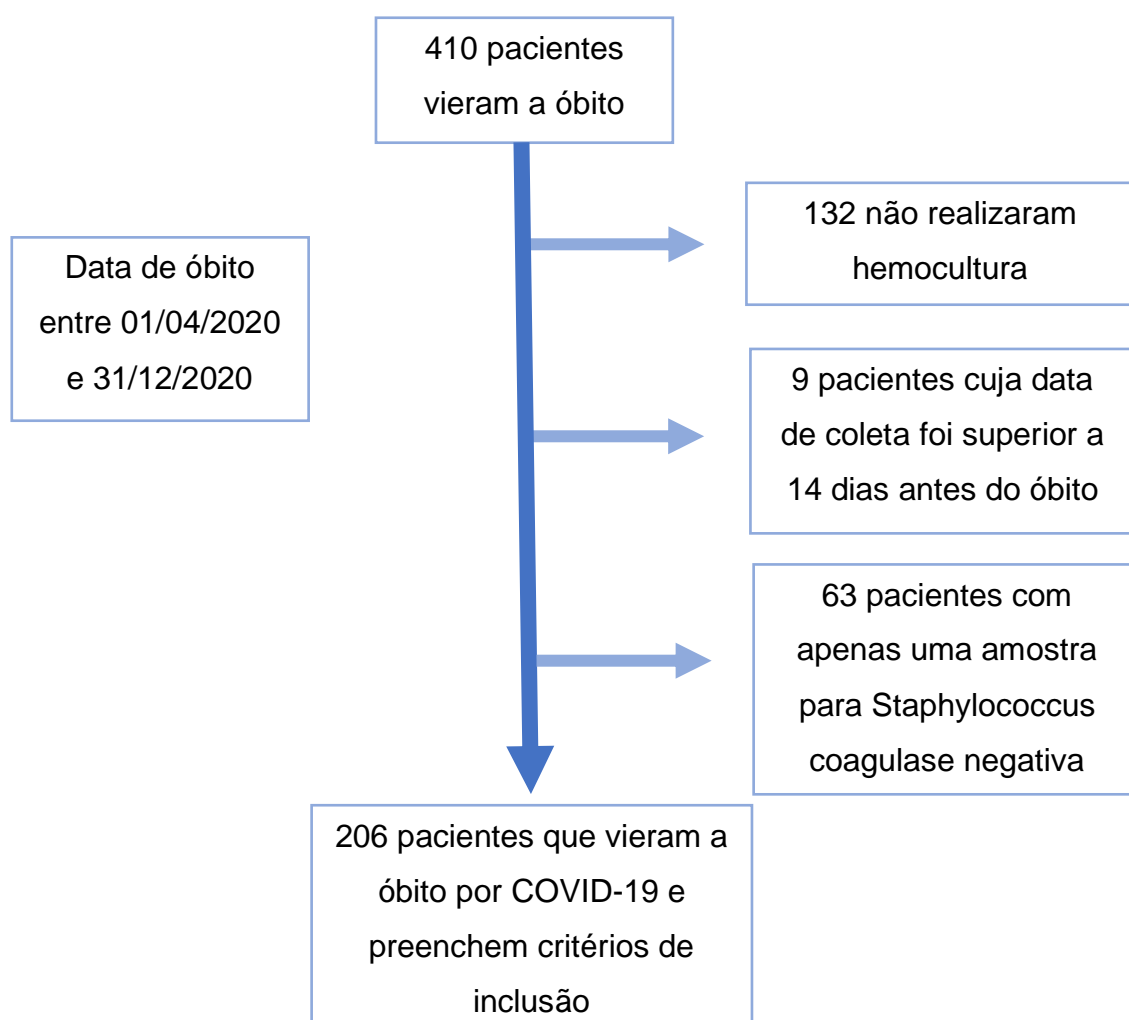 410 pacientes
vieram a óbito
132 não realizaram
hemocultura
Data de óbito
entre 01/04/2020
e 31/12/2020
9 pacientes cuja data
de coleta foi superior a
14 dias antes do óbito
63 pacientes com
apenas uma amostra
para Staphylococcus
coagulase negativa
206 pacientes que vieram a
óbito por COVID-19 e
preenchem critérios de
inclusão